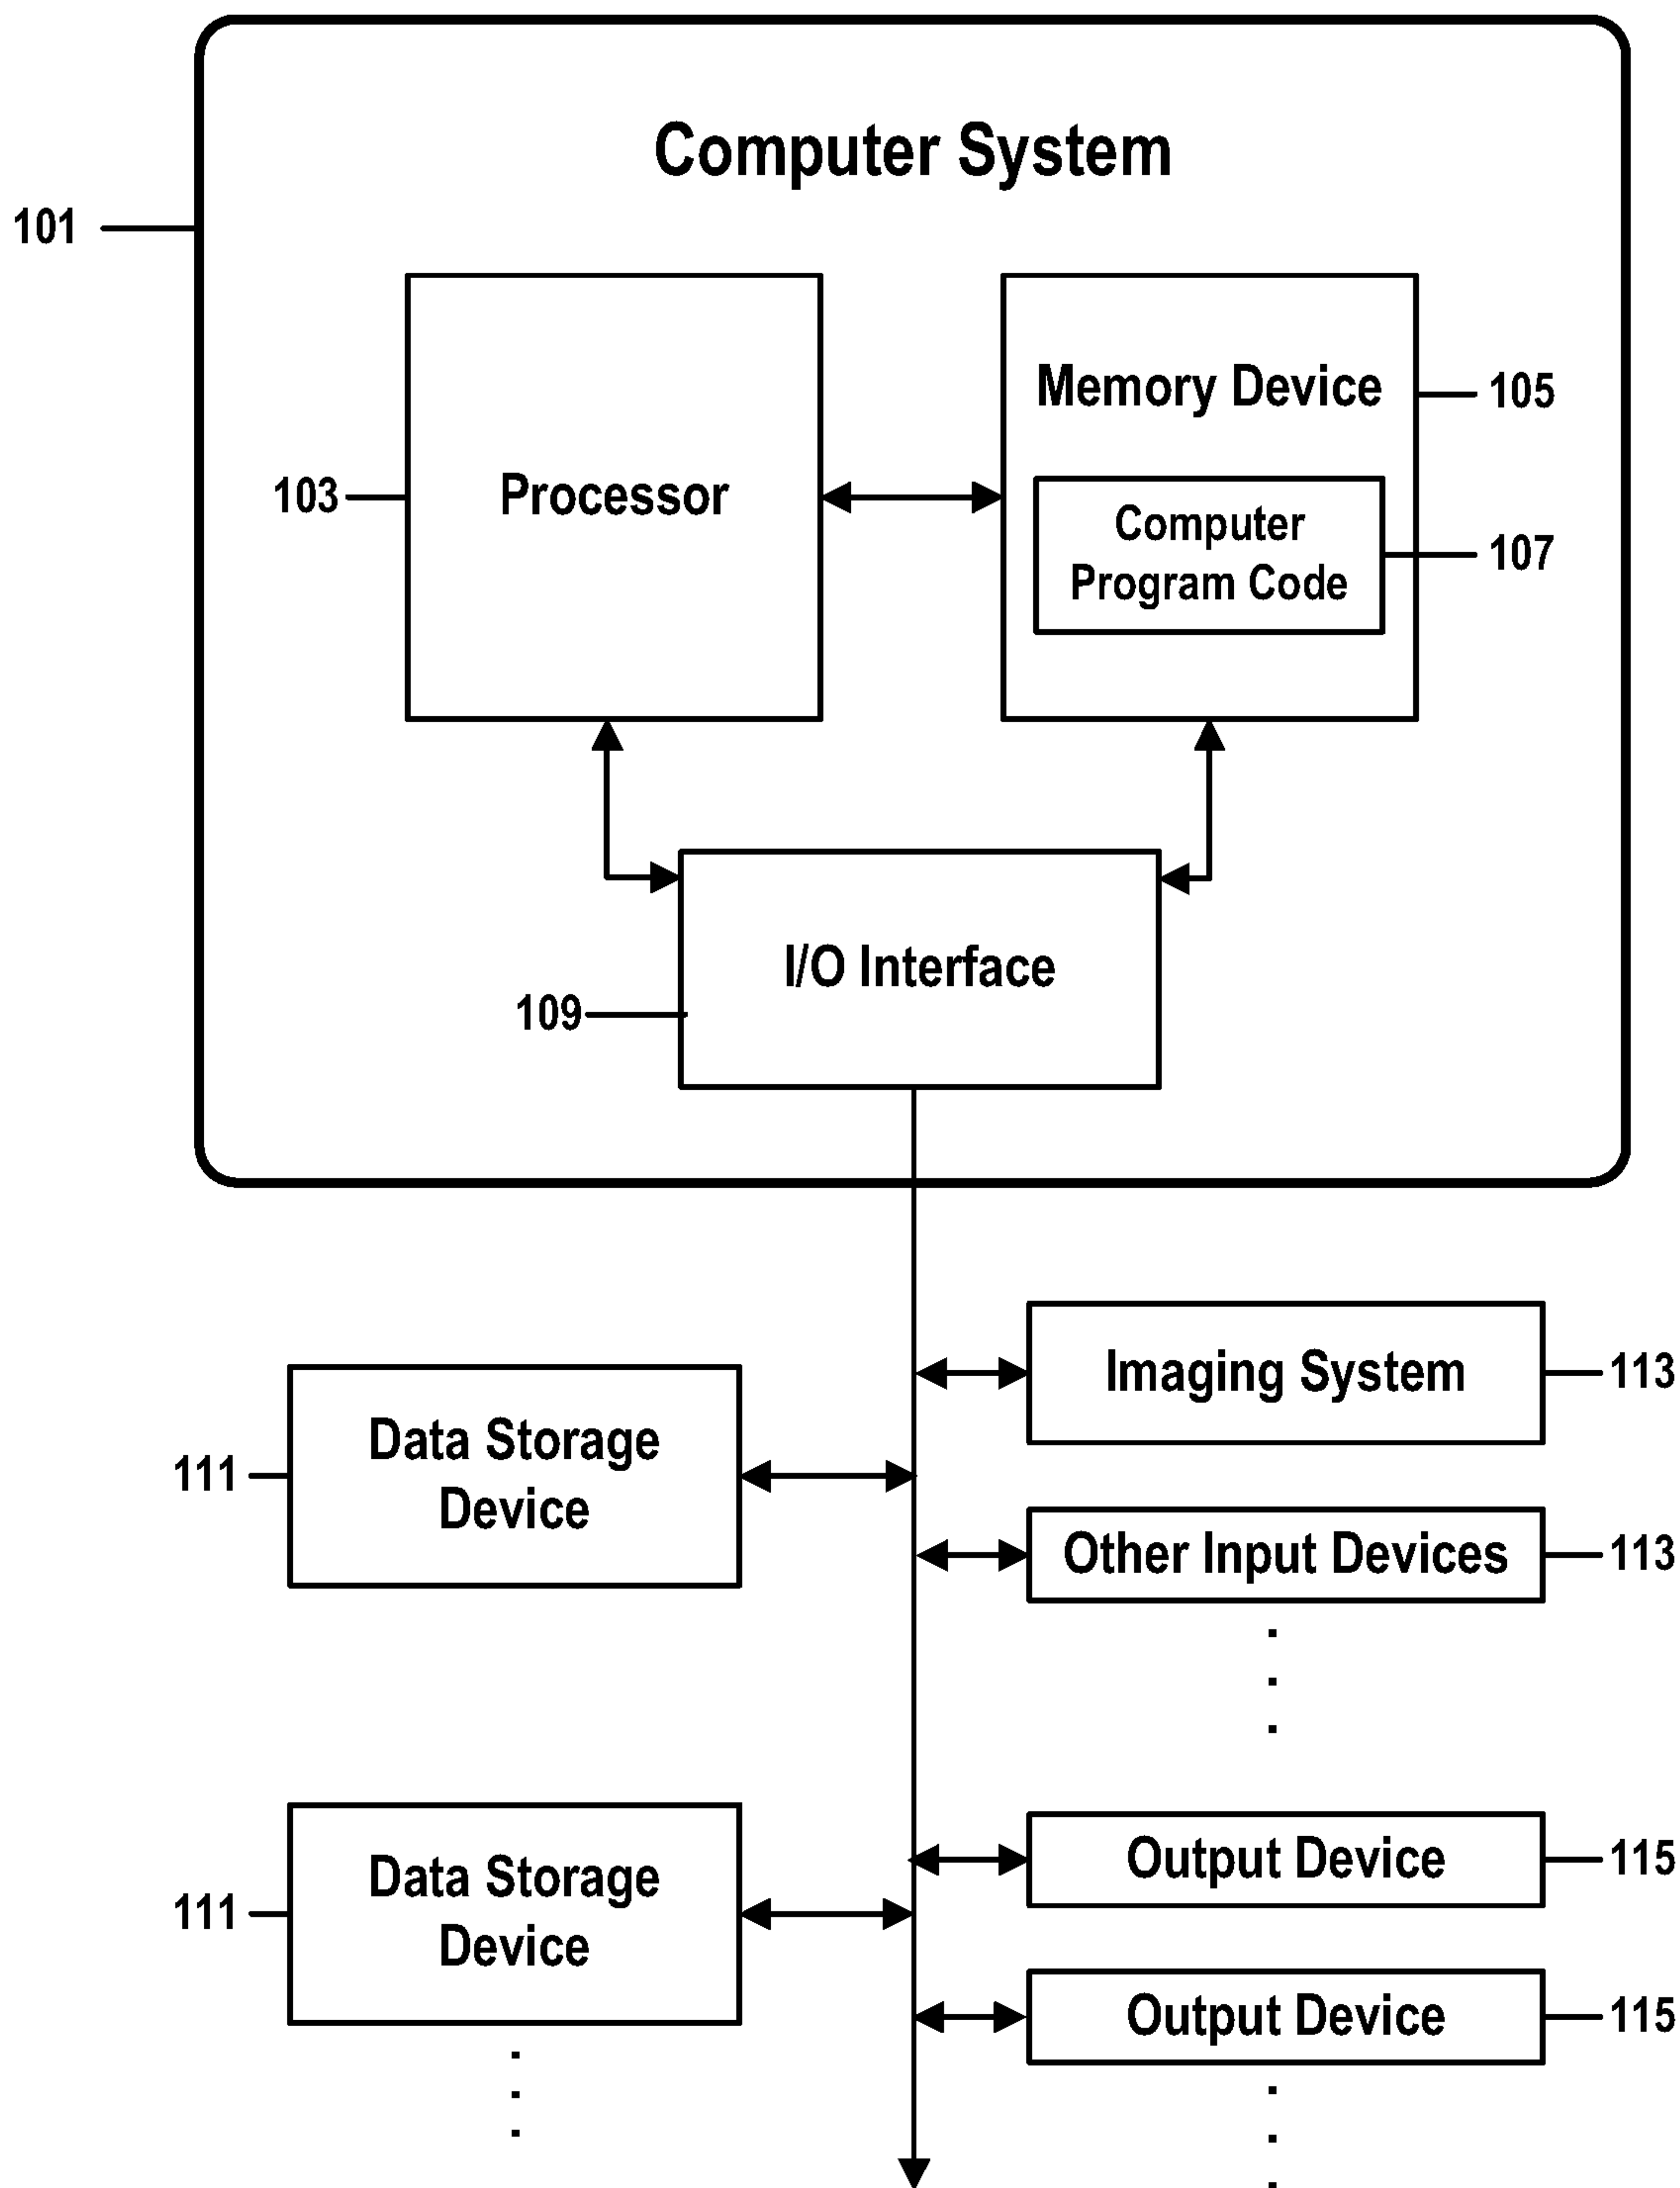 Computer System
101
Processor
103
Memory Device
105
Computer
Program Code
107
I/O Interface
109
Imaging System
113
Data Storage
Device
111
Other Input Devices
113
Data Storage
Device
111
Output Device
115
Output Device
115